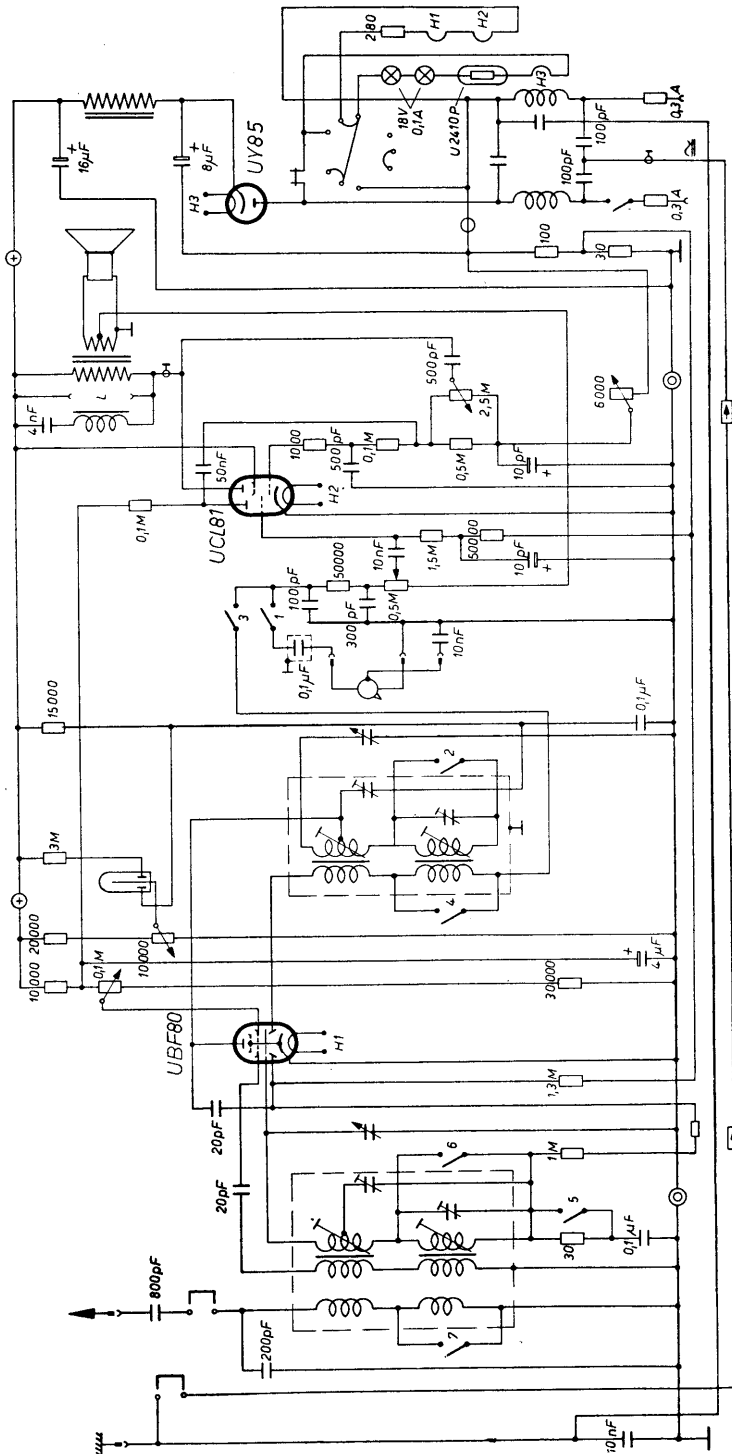 800pF
200pF
10nF
7
20pF
20pF
6
5
30
0,1µF
1M
1,3M
UBF80
H1
10000
0,1M
20000
10000
3M
15000
30000
4µF
4
2
0,1µF
3
1
0,1µF
100pF
50000
300pF
0,5M
10nF
10nF
1,5M
50000
UCL81
H2
0,1M
50nF
4nF
L
10000
500pF
0,1M
0,5M
500pF
2,5M
6000
16µF
8µF
H3
UY85
100
30
280
H1
H2
18V
0,1A
U2410P
H3
100pF
100pF
0,3A
0,3A